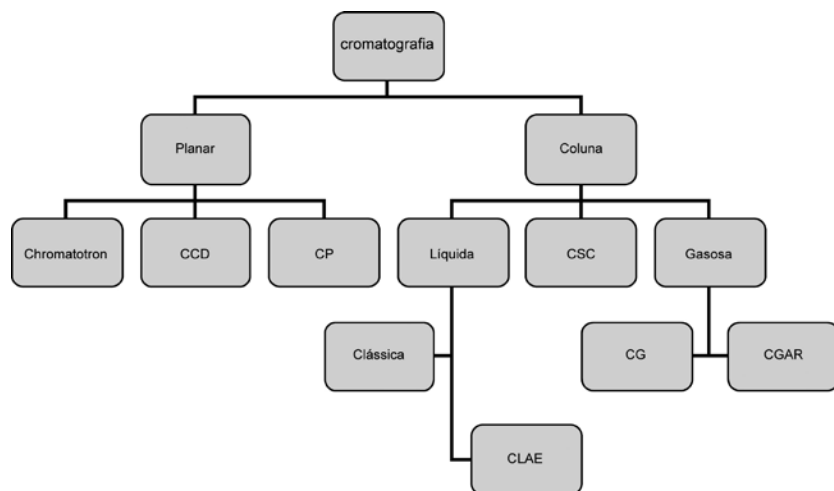 cromatografia
Planar
Coluna
Chromatotron
CCD
CP
Líquida
CSC
Gasosa
Clássica
CG
CGAR
CLAE